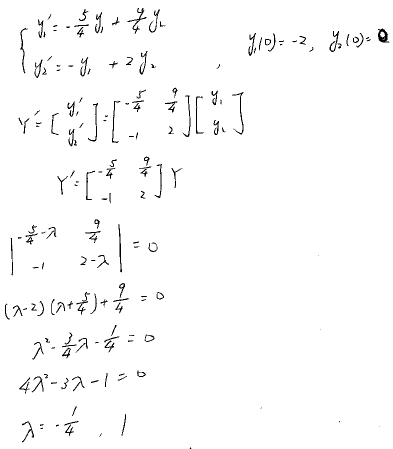 { y₁' = -5/4 y₁ + 9/4 y₂
y₂' = -y₁ + 2y₂ , y₁(0) = -2, y₂(0) = 0
Y' = [y₁' ; y₂'] = [-5/4 9/4 ; -1 2] [y₁ ; y₂]
Y' = [-5/4 9/4 ; -1 2] Y
|-5/4-λ 9/4 ; -1 2-λ| = 0
(λ-2)(λ+5/4) + 9/4 = 0
λ² - 3/4 λ - 1/4 = 0
4λ² - 3λ - 1 = 0
λ = -1/4 , 1